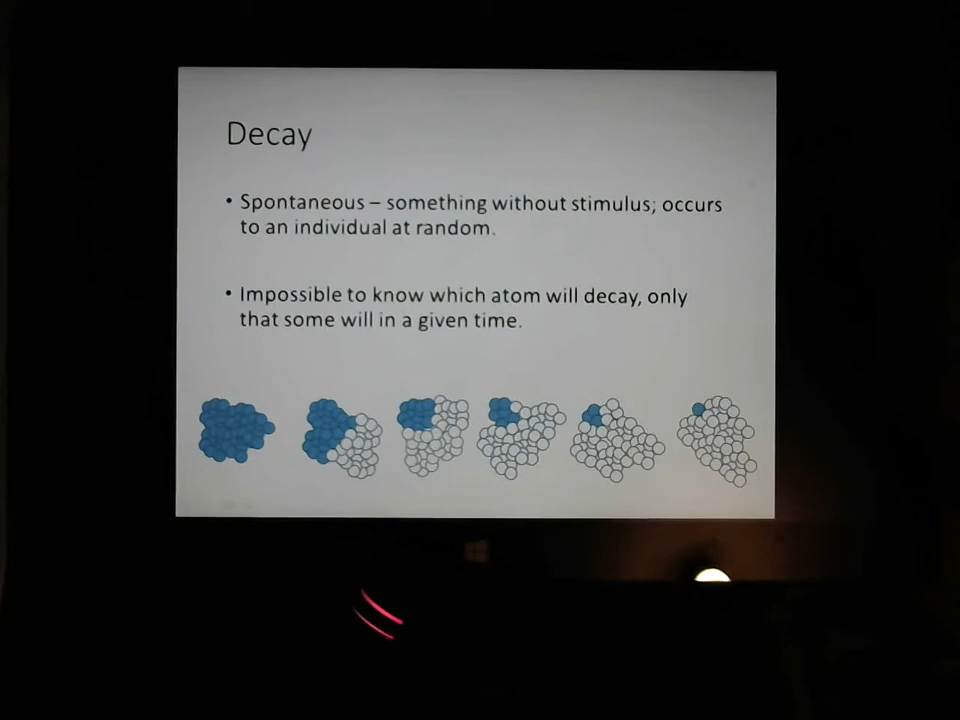 Decay
• Spontaneous – something without stimulus; occurs
to an individual at random.
• Impossible to know which atom will decay, only
that some will in a given time.